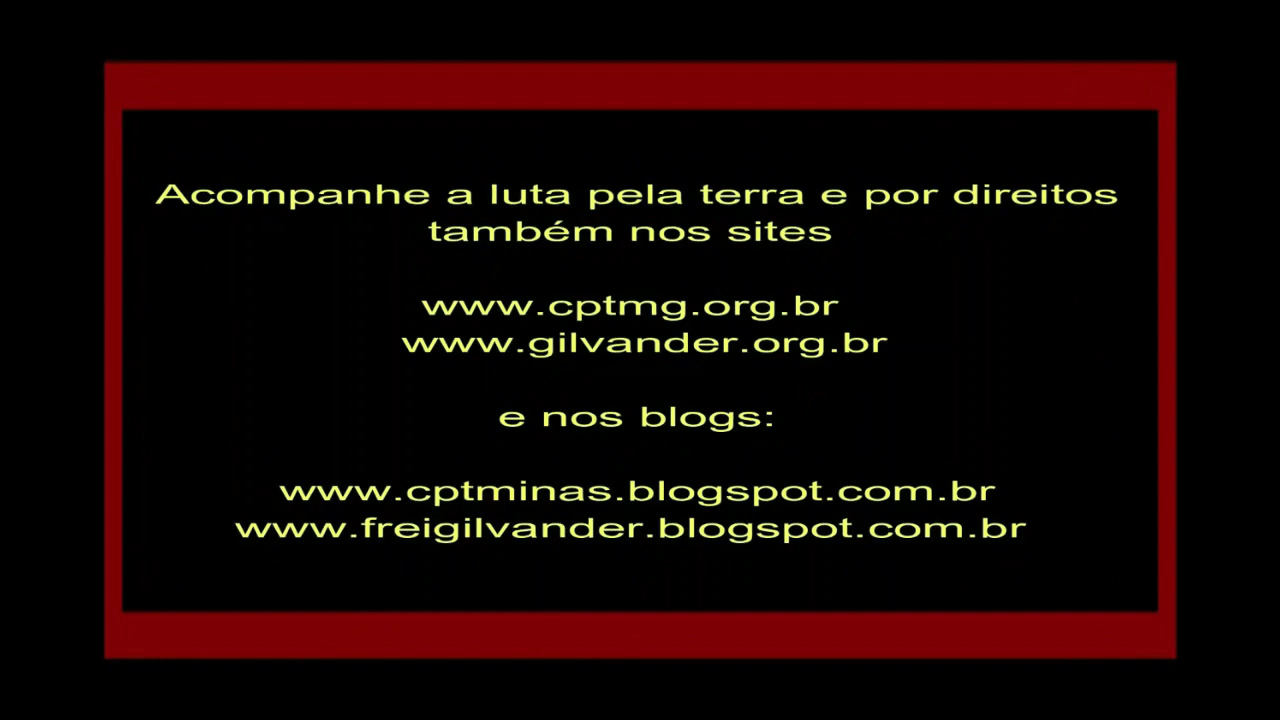 Acompanhe a luta pela terra e por direitos
também nos sites
www.cptmg.org.br
www.gilvander.org.br
e nos blogs:
www.cptminas.blogspot.com.br
www.freigilvander.blogspot.com.br